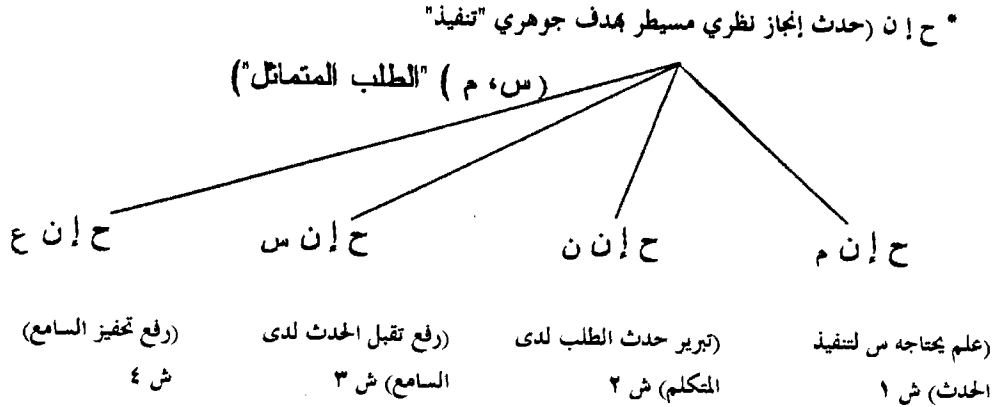 * ح إ ن (حدث إنجاز نظري مسيطر بهدف جوهري "تنفيذ"
(س، م) "الطلب المتماثل")
ح إ ن م   ح إ ن ن   ح إ ن س   ح إ ن ع
(علم يحتاجه س لتنفيذ   (تبرير حدث الطلب لدى   (رفع تقبل الحدث لدى   (رفع تحفيز السامع)
الحدث) ش ١   المتكلم) ش ٢   السامع) ش ٣   ش ٤